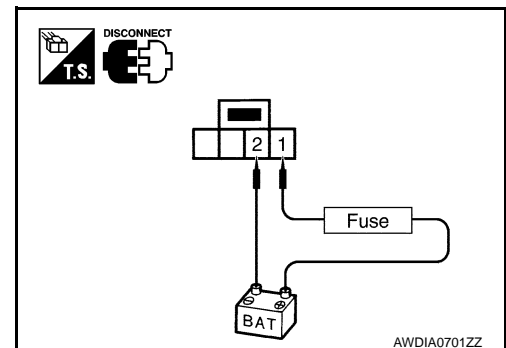 DISCONNECT
T.S.
2 1
Fuse
BAT
AWDIA0701ZZ